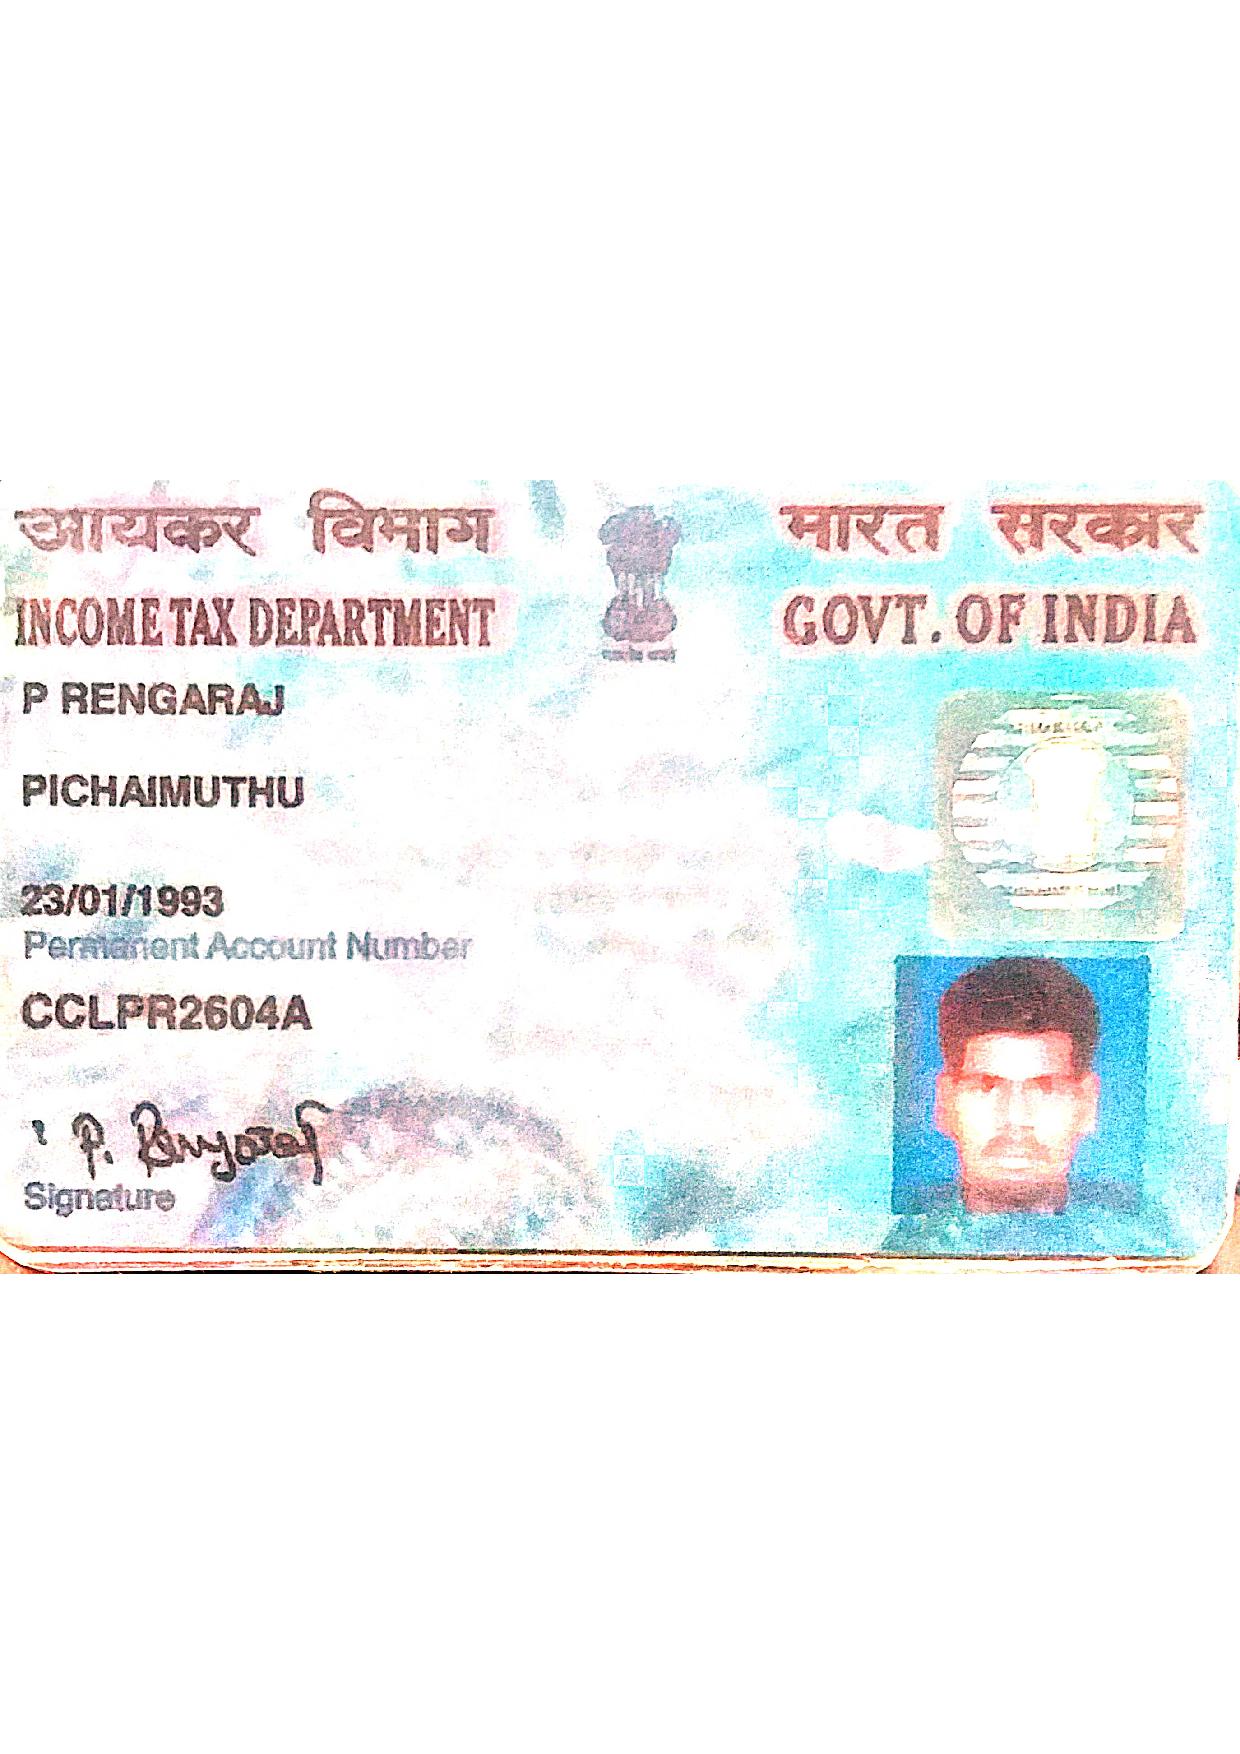 आयकर विभाग
भारत सरकार
INCOME TAX DEPARTMENT
GOVT. OF INDIA
P RENGARAJ
PICHAIMUTHU
23/01/1993
Permanent Account Number
CCLPR2604A
P. Rengaraj
Signature